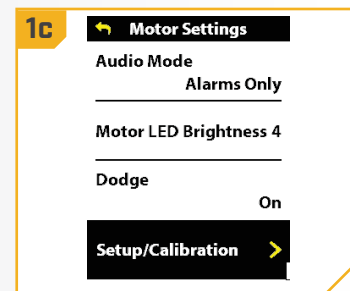 1c
Motor Settings
Audio Mode
Alarms Only
Motor LED Brightness 4
Dodge
On
Setup/Calibration